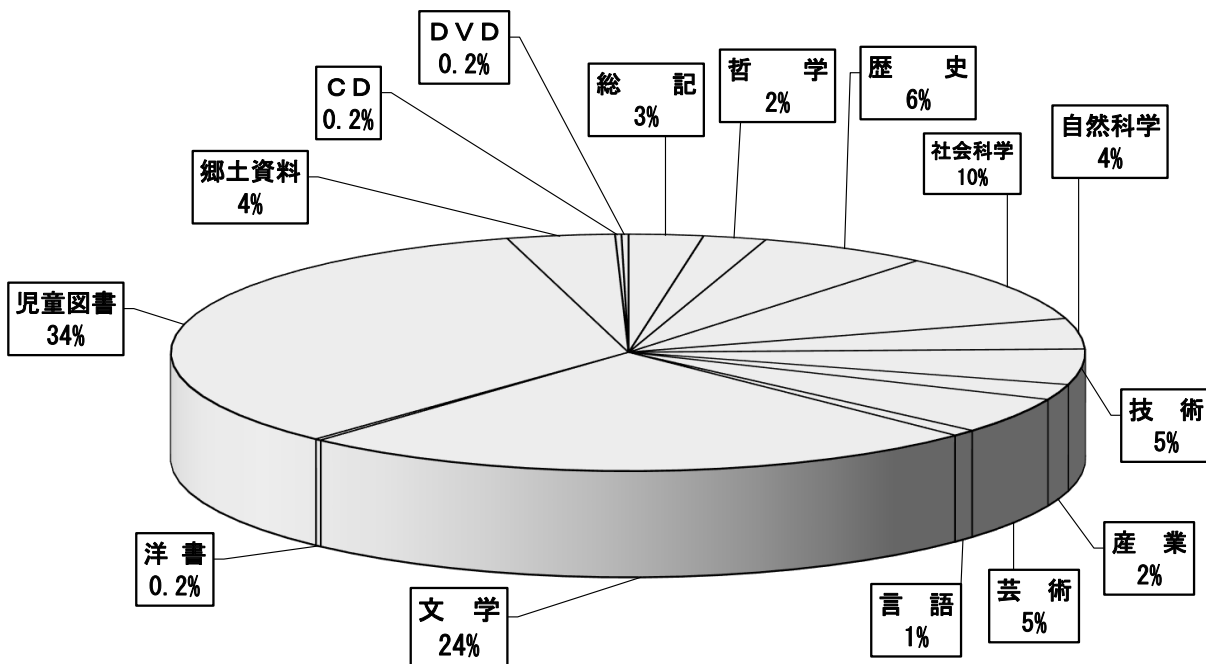 総記
3%
哲学
2%
歴史
6%
社会科学
10%
自然科学
4%
技術
5%
産業
2%
芸術
5%
言語
1%
文学
24%
洋書
0.2%
児童図書
34%
郷土資料
4%
ＣＤ
0.2%
ＤＶＤ
0.2%